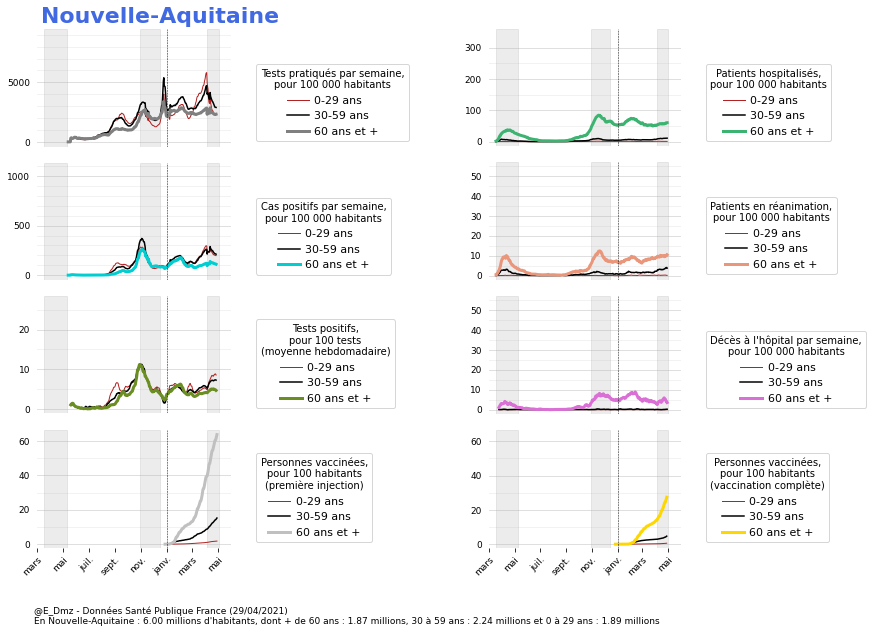 Nouvelle-Aquitaine
5000
0
Tests pratiqués par semaine,
pour 100 000 habitants
0-29 ans
30-59 ans
60 ans et +
300
200
100
0
Patients hospitalisés,
pour 100 000 habitants
0-29 ans
30-59 ans
60 ans et +
1000
500
0
Cas positifs par semaine,
pour 100 000 habitants
0-29 ans
30-59 ans
60 ans et +
50
40
30
20
10
0
Patients en réanimation,
pour 100 000 habitants
0-29 ans
30-59 ans
60 ans et +
20
10
0
Tests positifs,
pour 100 tests
(moyenne hebdomadaire)
0-29 ans
30-59 ans
60 ans et +
50
40
30
20
10
0
Décès à l'hôpital par semaine,
pour 100 000 habitants
0-29 ans
30-59 ans
60 ans et +
60
40
20
0
mars
mai
juil.
sept.
nov.
janv.
mars
mai
Personnes vaccinées,
pour 100 habitants
(première injection)
0-29 ans
30-59 ans
60 ans et +
60
40
20
0
mars
mai
juil.
sept.
nov.
janv.
mars
mai
Personnes vaccinées,
pour 100 habitants
(vaccination complète)
0-29 ans
30-59 ans
60 ans et +
@E_Dmz - Données Santé Publique France (29/04/2021)
En Nouvelle-Aquitaine : 6.00 millions d'habitants, dont + de 60 ans : 1.87 millions, 30 à 59 ans : 2.24 millions et 0 à 29 ans : 1.89 millions